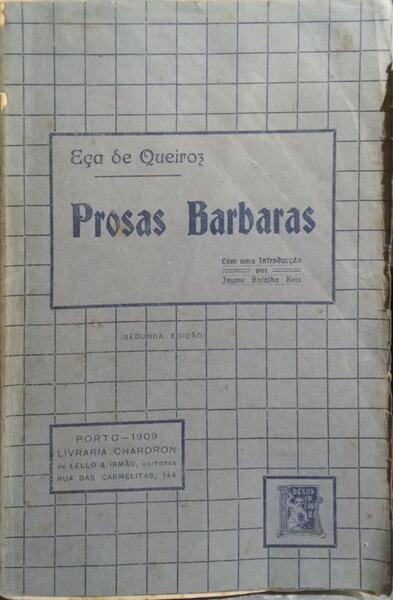 Eça de Queiroz
Prosas Barbaras
Com uma Introducção
por
Jayme Batalha Reis
(SEGUNDA EDIÇÃO)
PORTO—1909
LIVRARIA CHARDRON
DE LELLO & IRMÃO, EDITORES
RUA DAS CARMELITAS, 144